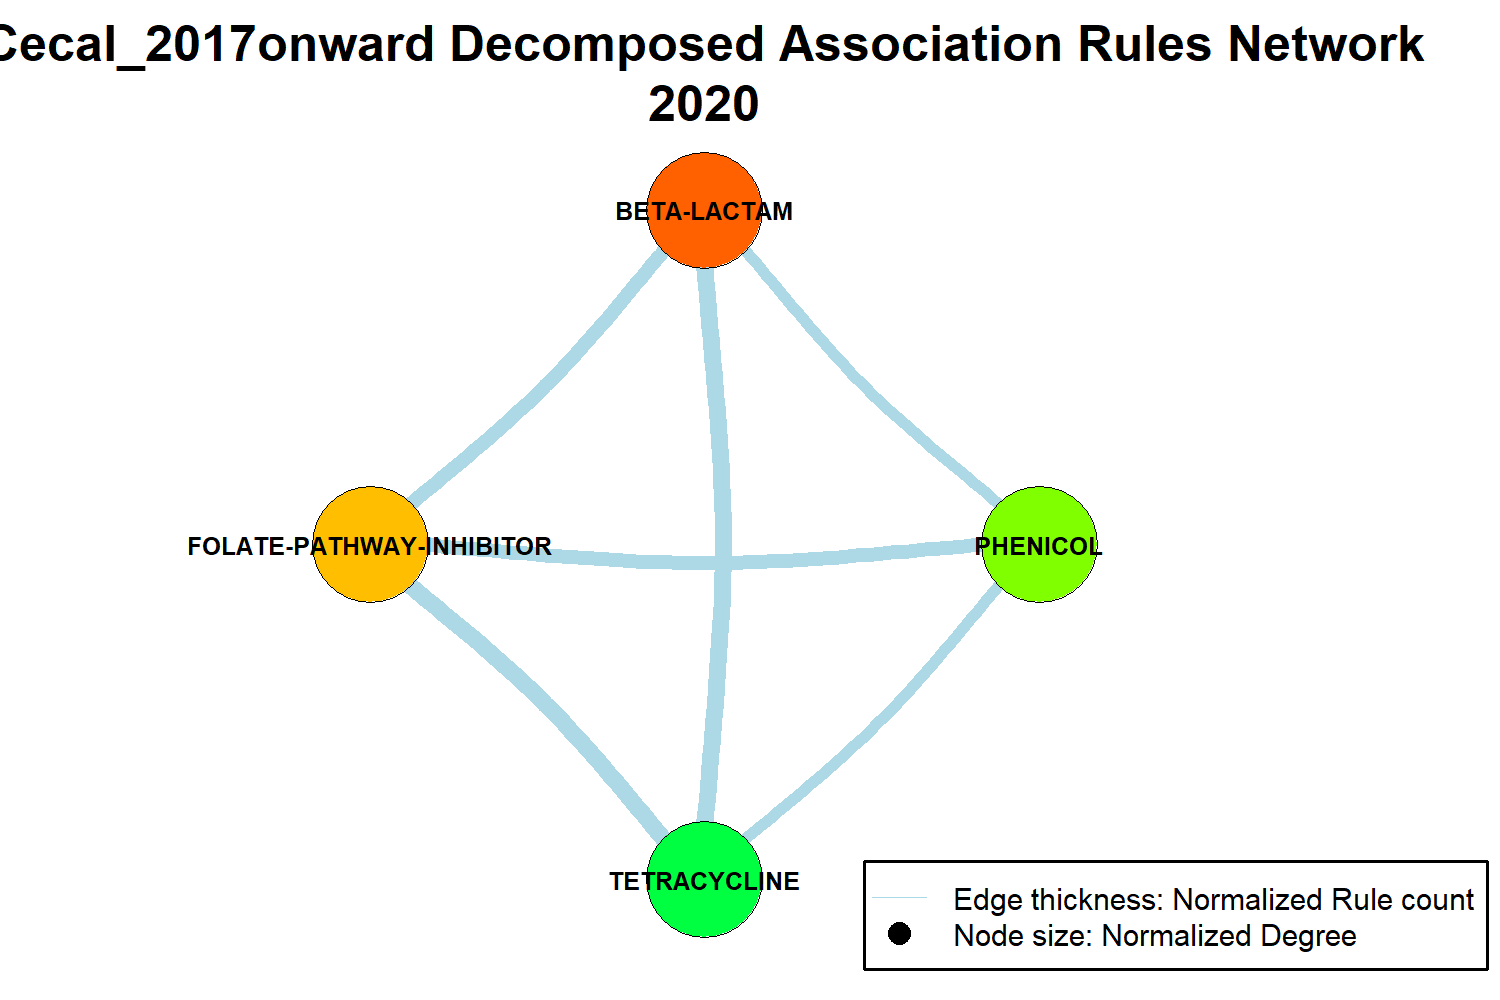 Cecal_2017onward Decomposed Association Rules Network
2020
BETA-LACTAM
FOLATE-PATHWAY-INHIBITOR
PHENICOL
TETRACYCLINE
Edge thickness: Normalized Rule count
Node size: Normalized Degree